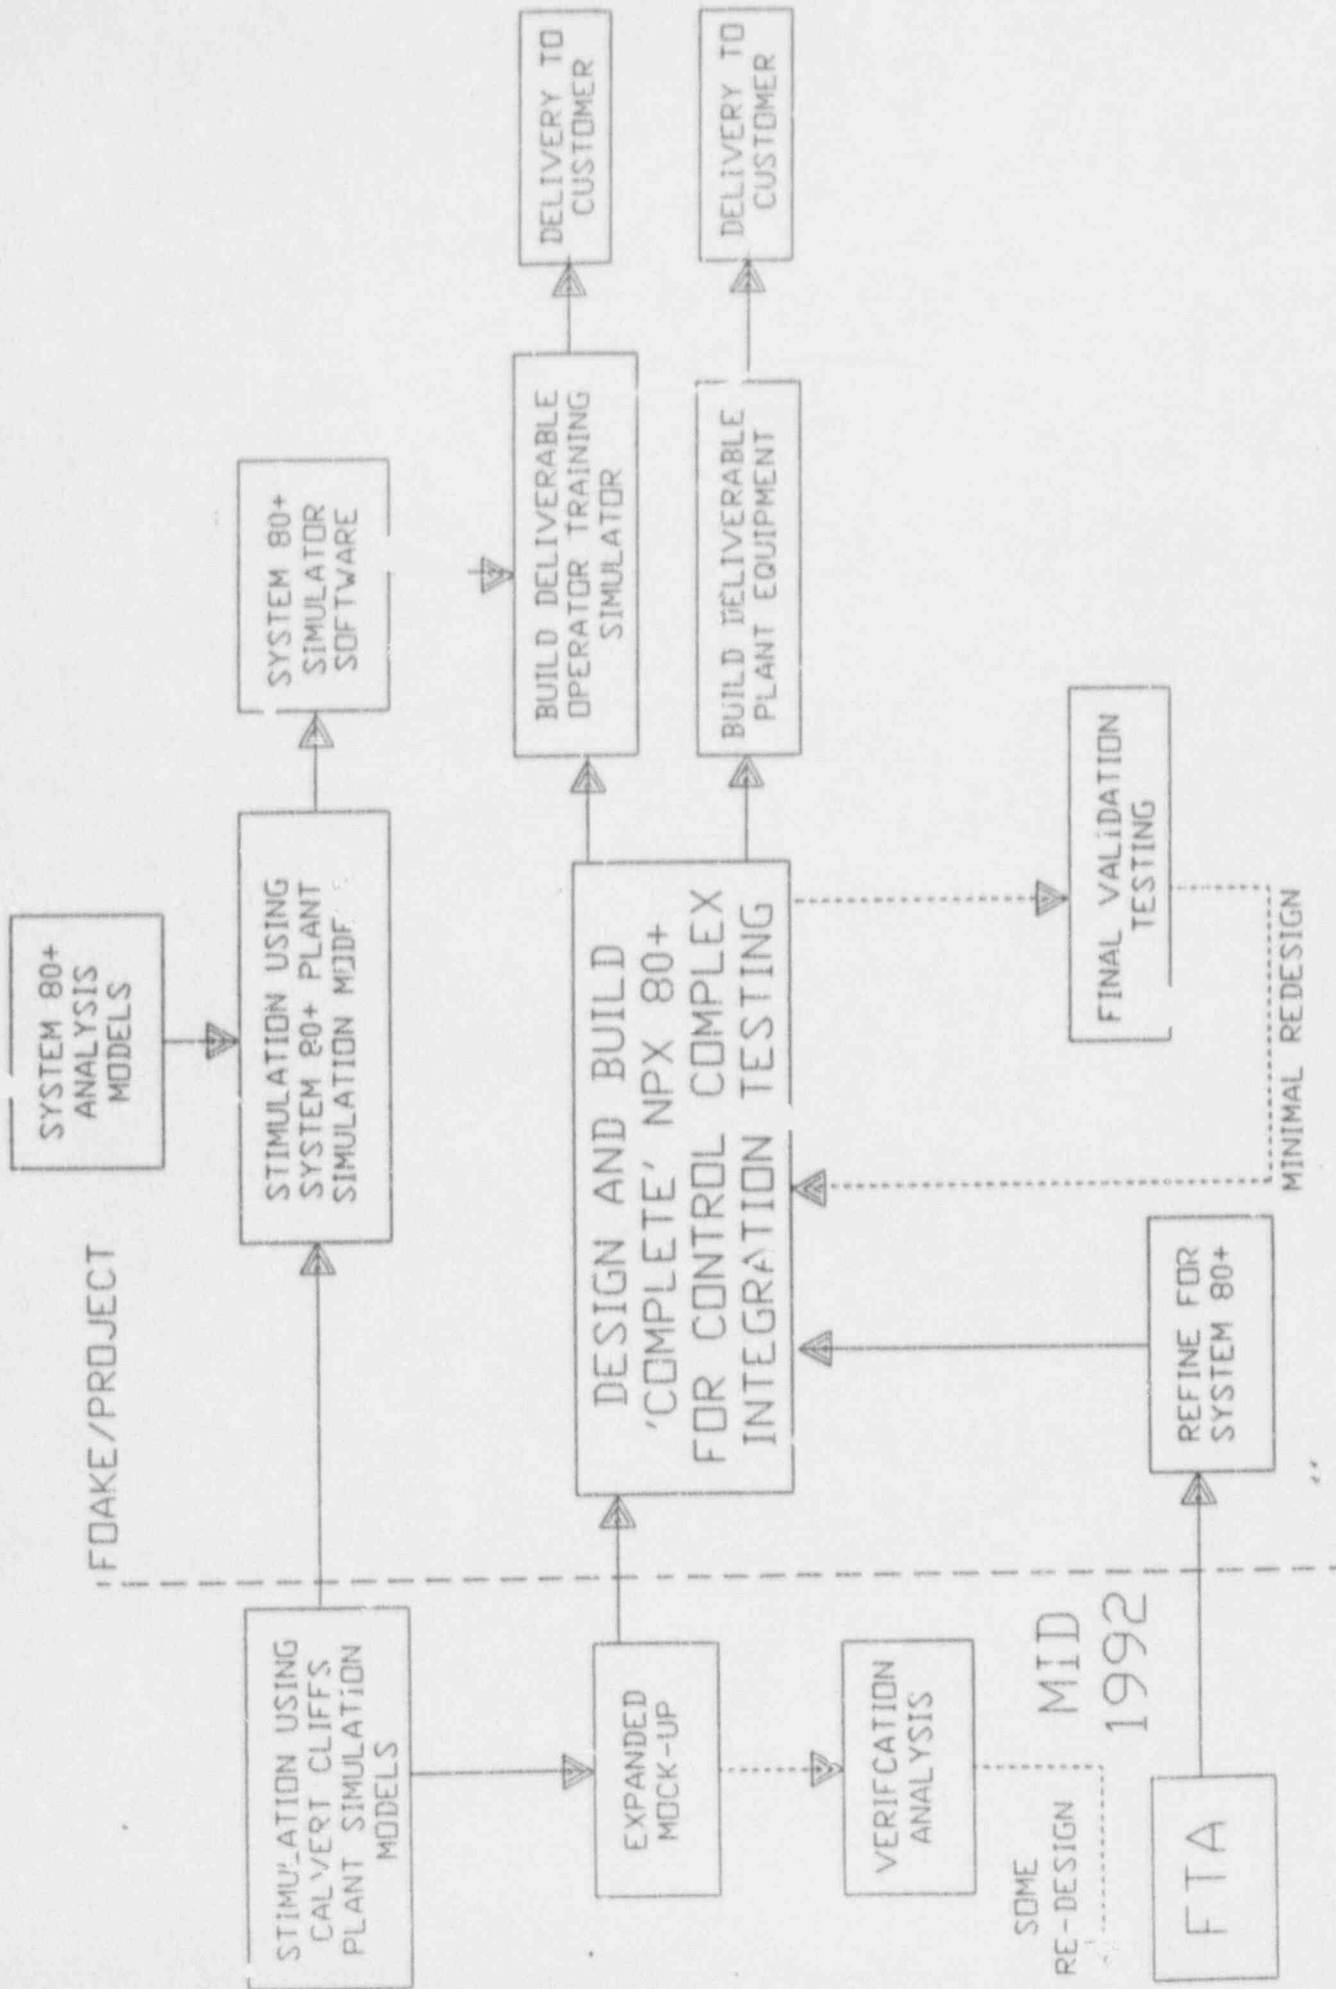 FOAKE/PROJECT
SYSTEM 80+
ANALYSIS
MODELS
STIMULATION USING
CALVERT CLIFFS
PLANT SIMULATION
MODELS
STIMULATION USING
SYSTEM 80+ PLANT
SIMULATION MODE
SYSTEM 80+
SIMULATOR
SOFTWARE
EXPANDED
MOCK-UP
DESIGN AND BUILD
'COMPLETE' NPX 80+
FOR CONTROL COMPLEX
INTEGRATION TESTING
BUILD DELIVERABLE
OPERATOR TRAINING
SIMULATOR
DELIVERY TO
CUSTOMER
BUILD DELIVERABLE
PLANT EQUIPMENT
DELIVERY TO
CUSTOMER
VERIFCATION
ANALYSIS
SOME
RE-DESIGN
MID
1992
FTA
REFINE FOR
SYSTEM 80+
FINAL VALIDATION
TESTING
MINIMAL REDESIGN